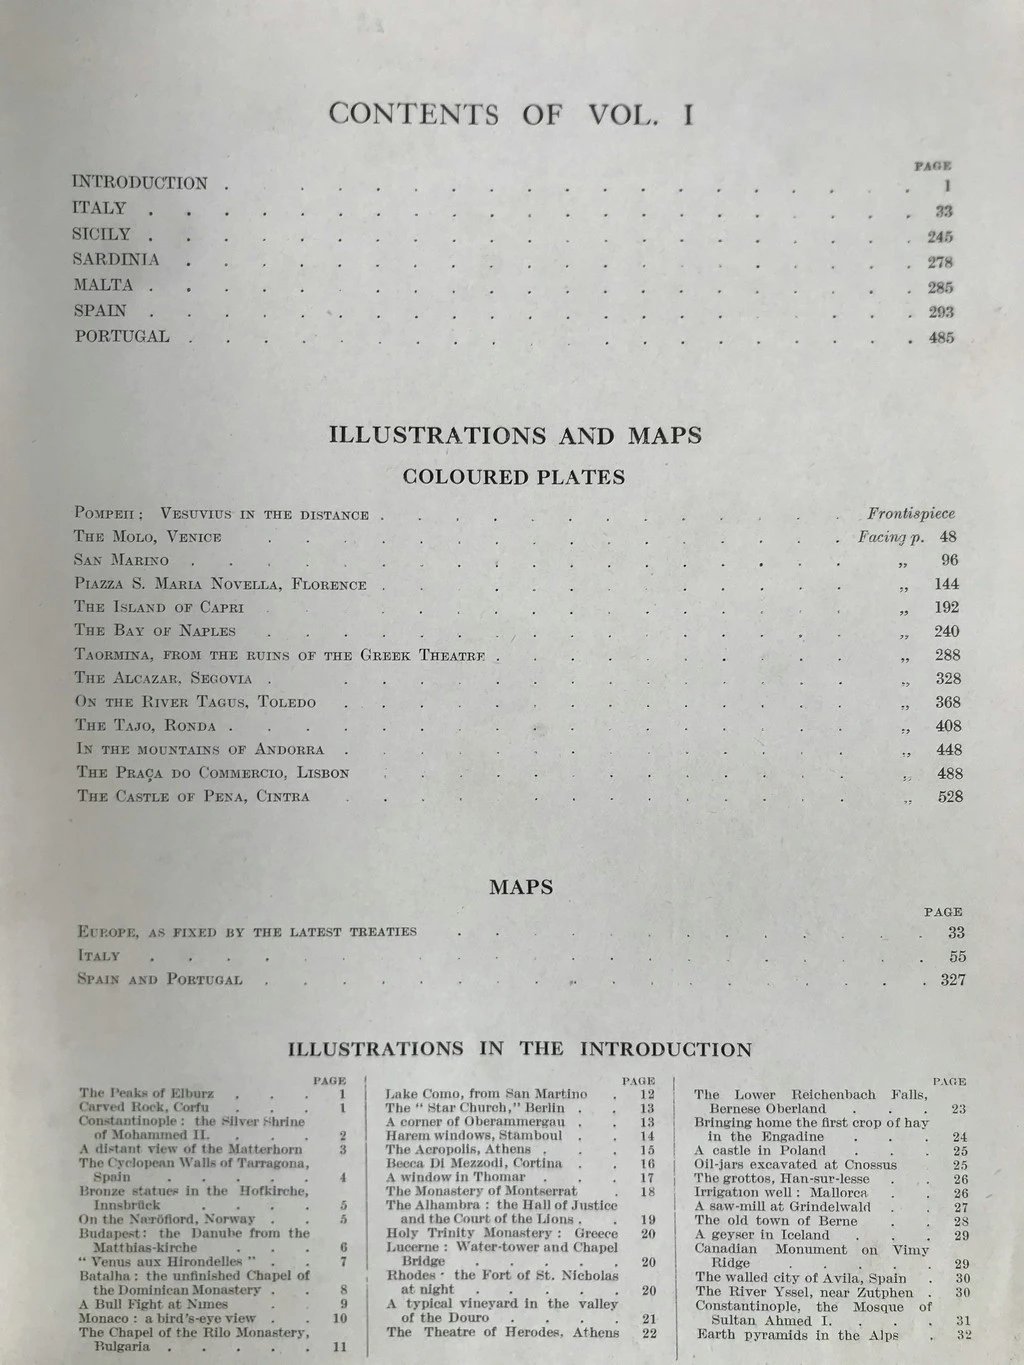 CONTENTS OF VOL. I
PAGE
INTRODUCTION . . . . . . . . . . . . . . . . . . 1
ITALY . . . . . . . . . . . . . . . . . . . . . 33
SICILY . . . . . . . . . . . . . . . . . . . . . 245
SARDINIA . . . . . . . . . . . . . . . . . . . . 278
MALTA . . . . . . . . . . . . . . . . . . . . . 285
SPAIN . . . . . . . . . . . . . . . . . . . . . 293
PORTUGAL . . . . . . . . . . . . . . . . . . . . 485
ILLUSTRATIONS AND MAPS
COLOURED PLATES
POMPEII ; VESUVIUS IN THE DISTANCE . . . . . . . . . . . . . Frontispiece
THE MOLO, VENICE . . . . . . . . . . . . . . . . Facing p. 48
SAN MARINO . . . . . . . . . . . . . . . . . . „ 96
PIAZZA S. MARIA NOVELLA, FLORENCE . . . . . . . . . . . . . „ 144
THE ISLAND OF CAPRI . . . . . . . . . . . . . . . „ 192
THE BAY OF NAPLES . . . . . . . . . . . . . . . . „ 240
TAORMINA, FROM THE RUINS OF THE GREEK THEATRE . . . . . . . . . . „ 288
THE ALCAZAR, SEGOVIA . . . . . . . . . . . . . . . „ 328
ON THE RIVER TAGUS, TOLEDO . . . . . . . . . . . . . . „ 368
THE TAJO, RONDA . . . . . . . . . . . . . . . . . „ 408
IN THE MOUNTAINS OF ANDORRA . . . . . . . . . . . . . . „ 448
THE PRAÇA DO COMMERCIO, LISBON . . . . . . . . . . . . . „ 488
THE CASTLE OF PENA, CINTRA . . . . . . . . . . . . . „ 528
MAPS
PAGE
EUROPE, AS FIXED BY THE LATEST TREATIES . . . . . . . . . . . . . 33
ITALY . . . . . . . . . . . . . . . . . . . . . 55
SPAIN AND PORTUGAL . . . . . . . . . . . . . . . . . . 327
ILLUSTRATIONS IN THE INTRODUCTION
PAGE
The Peaks of Elburz . . . 1
Carved Rock, Corfu . . . 1
Constantinople : the Silver Shrine
of Mohammed II. . . . 2
A distant view of the Matterhorn 3
The Cyclopean Walls of Tarragona,
Spain . . . . . 4
Bronze statues in the Hofkirche,
Innsbrück . . . . 5
On the Næröfiord, Norway . . 5
Budapest: the Danube from the
Matthias-kirche . . . 6
“ Venus aux Hirondelles ” . . 7
Batalha : the unfinished Chapel of
the Dominican Monastery . . 8
A Bull Fight at Nimes . . 9
Monaco : a bird's-eye view . . 10
The Chapel of the Rilo Monastery,
Bulgaria . . . . . 11
PAGE
Lake Como, from San Martino . 12
The “ Star Church,” Berlin . . 13
A corner of Oberammergau . . 13
Harem windows, Stamboul . . 14
The Acropolis, Athens . . . 15
Becca Di Mezzodi, Cortina . . 16
A window in Thomar . . . 17
The Monastery of Montserrat . 18
The Alhambra : the Hall of Justice
and the Court of the Lions . . 19
Holy Trinity Monastery : Greece 20
Lucerne : Water-tower and Chapel
Bridge . . . . . 20
Rhodes · the Fort of St. Nicholas
at night . . . . . 20
A typical vineyard in the valley
of the Douro . . . . 21
The Theatre of Herodes, Athens 22
PAGE
The Lower Reichenbach Falls,
Bernese Oberland . . . 23
Bringing home the first crop of hay
in the Engadine . . . 24
A castle in Poland . . . 25
Oil-jars excavated at Cnossus . 25
The grottos, Han-sur-lesse . . 26
Irrigation well : Mallorca . . 26
A saw-mill at Grindelwald . . 27
The old town of Berne . . 28
A geyser in Iceland . . . 29
Canadian Monument on Vimy
Ridge . . . . . 29
The walled city of Avila, Spain . 30
The River Yssel, near Zutphen . 30
Constantinople, the Mosque of
Sultan Ahmed I. . . . 31
Earth pyramids in the Alps . 32